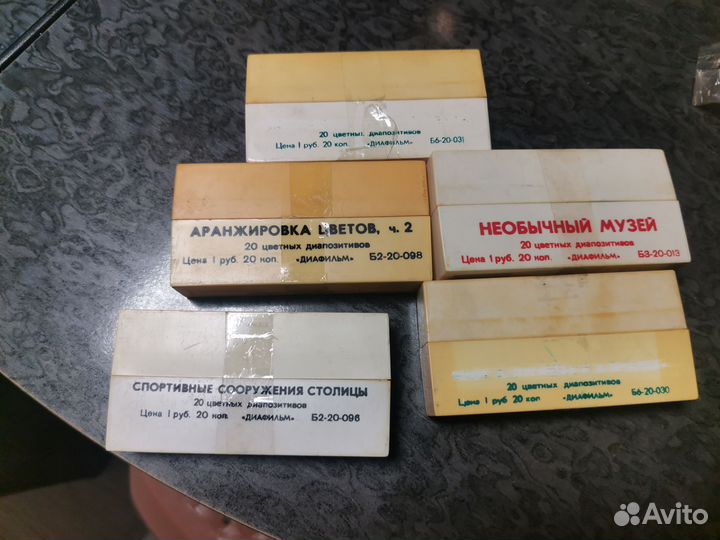 20 цветных диапозитивов
Цена 1 руб. 20 коп. «ДИАФИЛЬМ» Б6-20-031
АРАНЖИРОВКА ЦВЕТОВ, ч. 2
20 цветных диапозитивов
Цена 1 руб. 20 коп. «ДИАФИЛЬМ» Б2-20-098
НЕОБЫЧНЫЙ МУЗЕЙ
20 цветных диапозитивов
Цена 1 руб. 20 коп. «ДИАФИЛЬМ» Б3-20-013
СПОРТИВНЫЕ СООРУЖЕНИЯ СТОЛИЦЫ
20 цветных диапозитивов
Цена 1 руб. 20 коп. «ДИАФИЛЬМ» Б2-20-096
20 цветных диапозитивов
Цена 1 руб 20 коп «ДИАФИЛЬМ» Б6-20-030
Avito